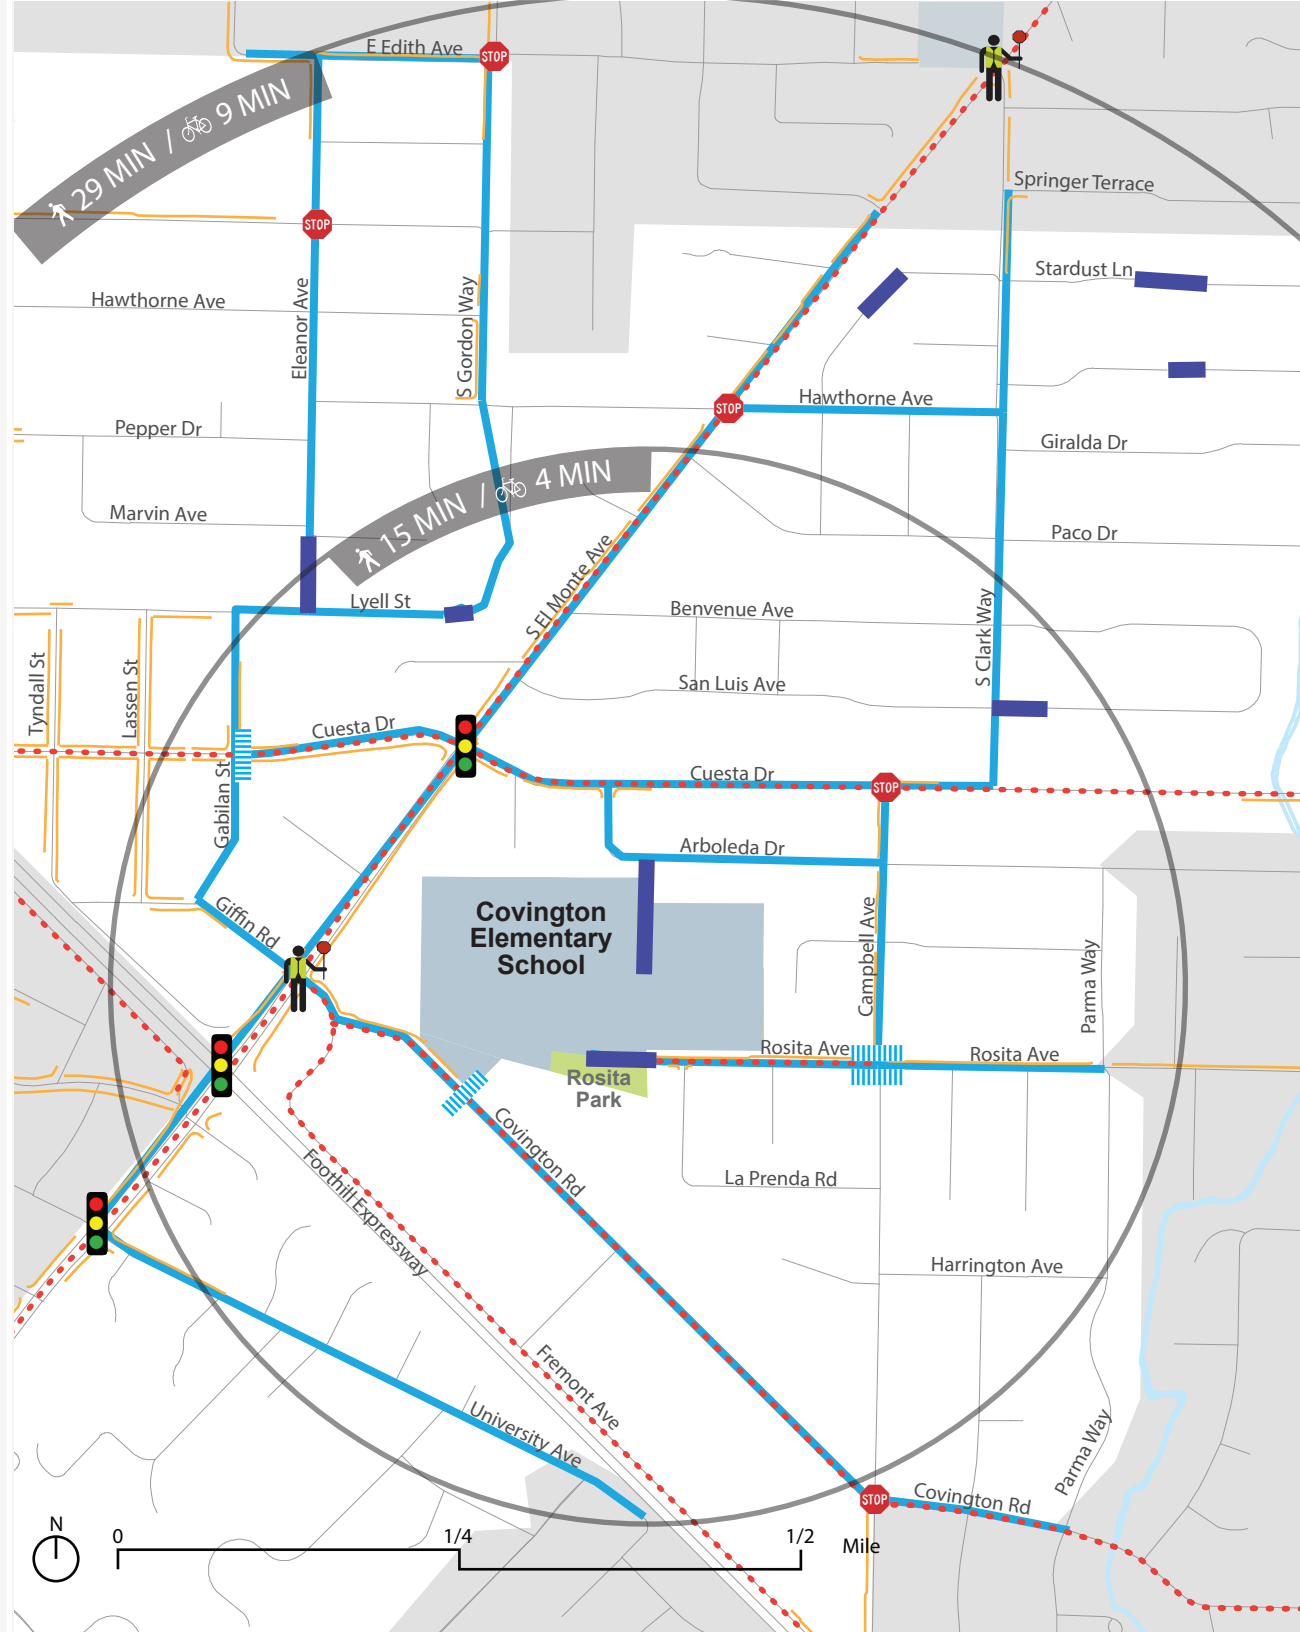 E Edith Ave
STOP
29 MIN / 9 MIN
Springer Terrace
STOP
Stardust Ln
Hawthorne Ave
Eleanor Ave
S Gordon Way
STOP
Hawthorne Ave
Pepper Dr
Giralda Dr
15 MIN / 4 MIN
Marvin Ave
Paco Dr
S El Monte Ave
Lyell St
Benvenue Ave
S Clark Way
Tyndall St
Lassen St
San Luis Ave
Cuesta Dr
Cuesta Dr
STOP
Gabilan St
Arboleda Dr
Giffin Rd
Covington
Elementary
School
Campbell Ave
Parma Way
Rosita Ave
Rosita Ave
Rosita
Park
Covington Rd
La Prenda Rd
Foothill Expressway
Harrington Ave
Fremont Ave
University Ave
Parma Way
STOP
Covington Rd
N
0
1/4
1/2
Mile